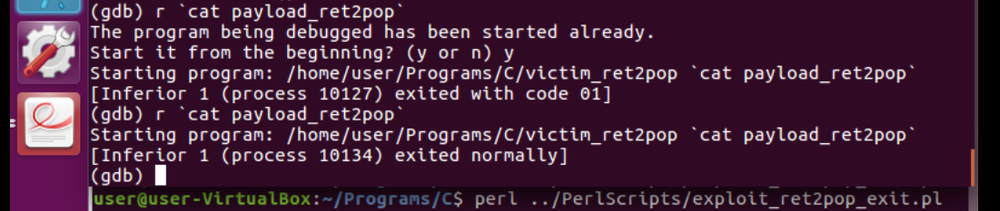 (gdb) r `cat payload_ret2pop`
The program being debugged has been started already.
Start it from the beginning? (y or n) y
Starting program: /home/user/Programs/C/victim_ret2pop `cat payload_ret2pop`
[Inferior 1 (process 10127) exited with code 01]
(gdb) r `cat payload_ret2pop`
Starting program: /home/user/Programs/C/victim_ret2pop `cat payload_ret2pop`
[Inferior 1 (process 10134) exited normally]
(gdb)
user@user-VirtualBox:~/Programs/C$ perl ../PerlScripts/exploit_ret2pop_exit.pl